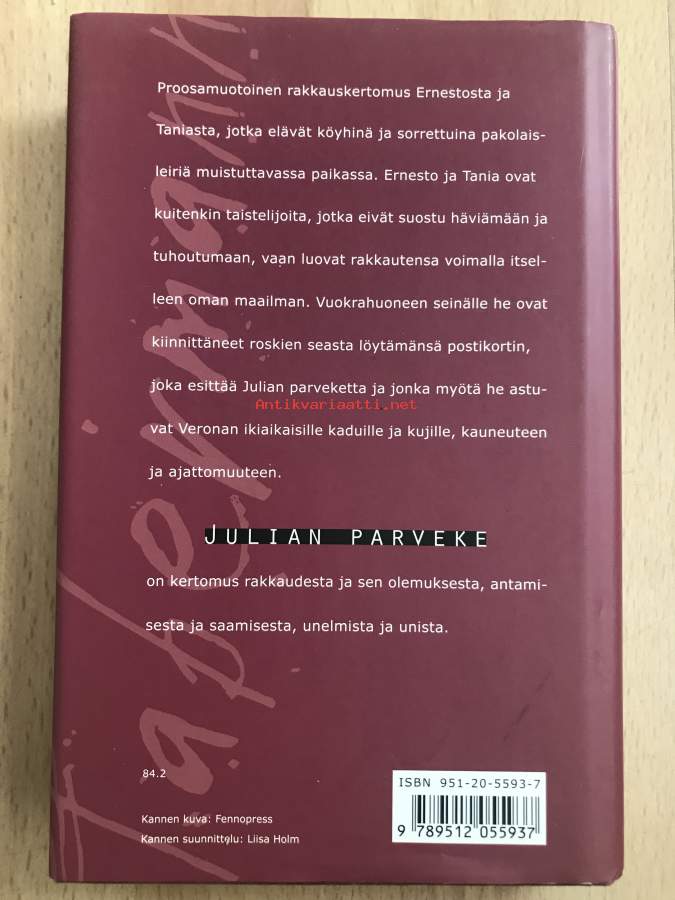 Proosamuotoinen rakkauskertomus Ernestosta ja
Taniasta, jotka elävät köyhinä ja sorrettuina pakolais-
leiriä muistuttavassa paikassa. Ernesto ja Tania ovat
kuitenkin taistelijoita, jotka eivät suostu häviämään ja
tuhoutumaan, vaan luovat rakkautensa voimalla itsel-
leen oman maailman. Vuokrahuoneen seinälle he ovat
kiinnittäneet roskien seasta löytämänsä postikortin,
joka esittää Julian parveketta ja jonka myötä he astu-
Antikvariaatti.net
vat Veronan ikiaikaisille kaduille ja kujille, kauneuteen
ja ajattomuuteen.
JULIAN PARVEKE
on kertomus rakkaudesta ja sen olemuksesta, antami-
sesta ja saamisesta, unelmista ja unista.
84.2
ISBN 951-20-5593-7
9 789512 055937
Kannen kuva: Fennopress
Kannen suunnittelu: Liisa Holm